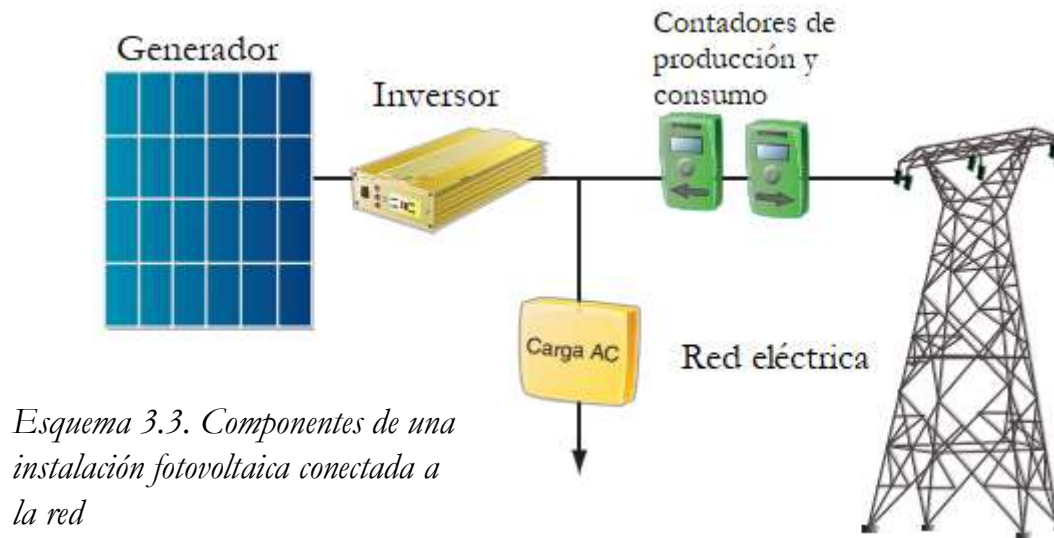 Generador
Inversor
Contadores de
producción y
consumo
Carga AC
Red eléctrica
Esquema 3.3. Componentes de una
instalación fotovoltaica conectada a
la red